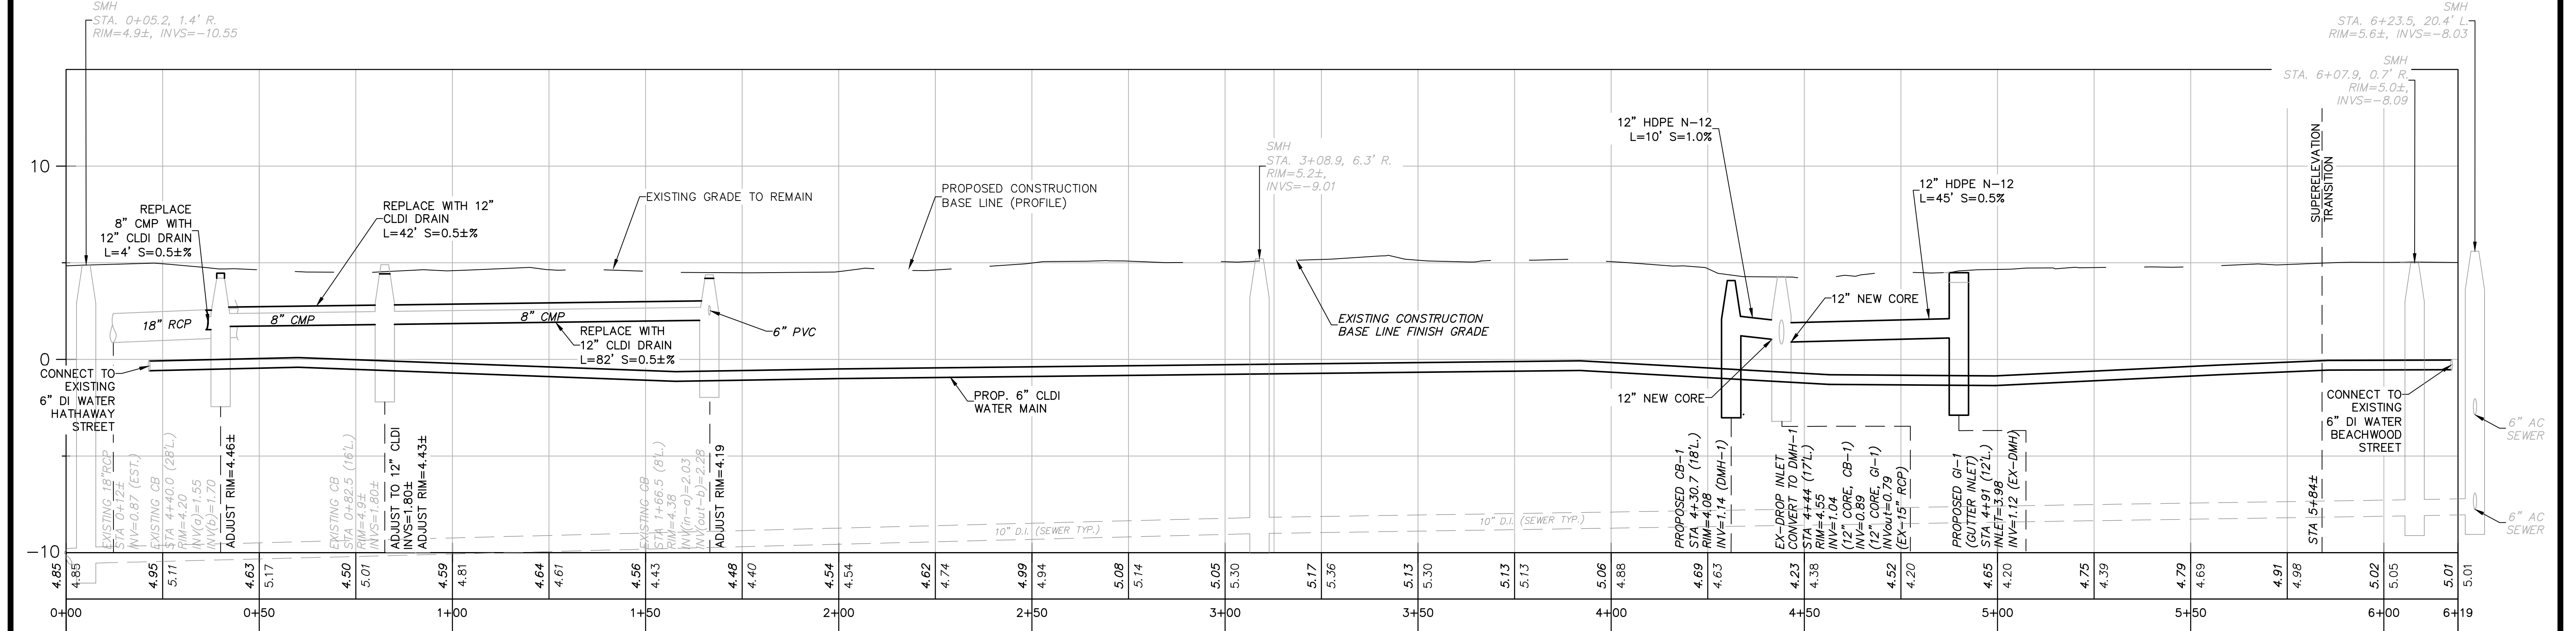 SMH
STA. 0+05.2, 1.4' R.
RIM=4.9±, INVS=−10.55
SMH
STA. 6+23.5, 20.4' L.
RIM=5.6±, INVS=−8.03
SMH
STA. 6+07.9, 0.7' R.
RIM=5.0±,
INVS=−8.09
10
0
−10
REPLACE
8" CMP WITH
12" CLDI DRAIN
L=4' S=0.5±%
REPLACE WITH 12"
CLDI DRAIN
L=42' S=0.5±%
EXISTING GRADE TO REMAIN
PROPOSED CONSTRUCTION
BASE LINE (PROFILE)
SMH
STA. 3+08.9, 6.3' R.
RIM=5.2±,
INVS=−9.01
12" HDPE N−12
L=10' S=1.0%
12" HDPE N−12
L=45' S=0.5%
SUPERELEVATION
TRANSITION
18" RCP
8" CMP
8" CMP
REPLACE WITH
12" CLDI DRAIN
L=82' S=0.5±%
6" PVC
EXISTING CONSTRUCTION
BASE LINE FINISH GRADE
12" NEW CORE
12" NEW CORE
CONNECT TO
EXISTING
6" DI WATER
HATHAWAY
STREET
PROP. 6" CLDI
WATER MAIN
CONNECT TO
EXISTING
6" DI WATER
BEACHWOOD
STREET
6" AC
SEWER
6" AC
SEWER
EXISTING 18"RCP
STA 0+12±
INV=0.87 (EST.)
EXISTING CB
STA 4+40.0 (28'L.)
RIM=4.20
INV(a)=1.55
INV(b)=1.70
ADJUST RIM=4.46±
EXISTING CB
STA 0+82.5 (16'L.)
RIM=4.9±
INVS=1.80±
ADJUST TO 12" CLDI
INVS=1.80±
ADJUST RIM=4.43±
EXISTING CB
STA 1+66.5 (8'L.)
RIM=4.38
INV(in−a)=2.03
INV(out−b)=2.28
ADJUST RIM=4.19
10" D.I. (SEWER TYP.)
10" D.I. (SEWER TYP.)
PROPOSED CB−1
STA 4+30.7 (18'L.)
RIM=4.08
INV=1.14 (DMH−1)
EX−DROP INLET
CONVERT TO DMH−1
STA 4+44 (17'L.)
RIM=4.55
INV=1.04
(12" CORE, CB−1)
INV=0.89
(12" CORE, GI−1)
INVout=0.79
(EX−15" RCP)
PROPOSED GI−1
(GUTTER INLET)
STA 4+91 (12'L.)
INLET=3.98
INV=1.12 (EX−DMH)
STA 15+84±
4.85 4.85
4.95 5.11
4.63 5.17
4.50 5.01
4.59 4.81
4.64 4.61
4.56 4.43
4.48 4.40
4.54 4.54
4.62 4.74
4.99 4.94
5.08 5.14
5.05 5.30
5.17 5.36
5.13 5.30
5.13 5.13
5.06 4.88
4.69 4.63
4.23 4.38
4.52 4.20
4.65 4.20
4.75 4.39
4.79 4.69
4.91 4.98
5.02 5.05
5.01 5.01
0+00 0+50 1+00 1+50 2+00 2+50 3+00 3+50 4+00 4+50 5+00 5+50 6+00 6+19